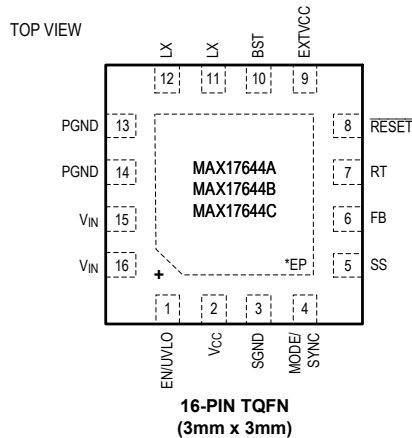 TOP VIEW
LX
LX
BST
EXTVCC
12
11
10
9
PGND 13
8 RESET
PGND 14
MAX17644A
7 RT
MAX17644B
MAX17644C
VIN 15
6 FB
VIN 16
*EP
5 SS
+
1
2
3
4
EN/UVLO
VCC
SGND
MODE/
SYNC
16-PIN TQFN
(3mm x 3mm)